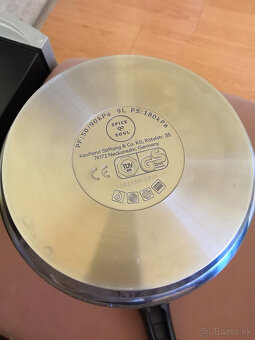 PF:50/90kPa 9L PS:180kPa
SPICE
SOUL
Kaufland Stiftung & Co. KG, Rötelstr. 35
74172 Neckarsulm, Germany
TÜV
CE
© Bazos.sk